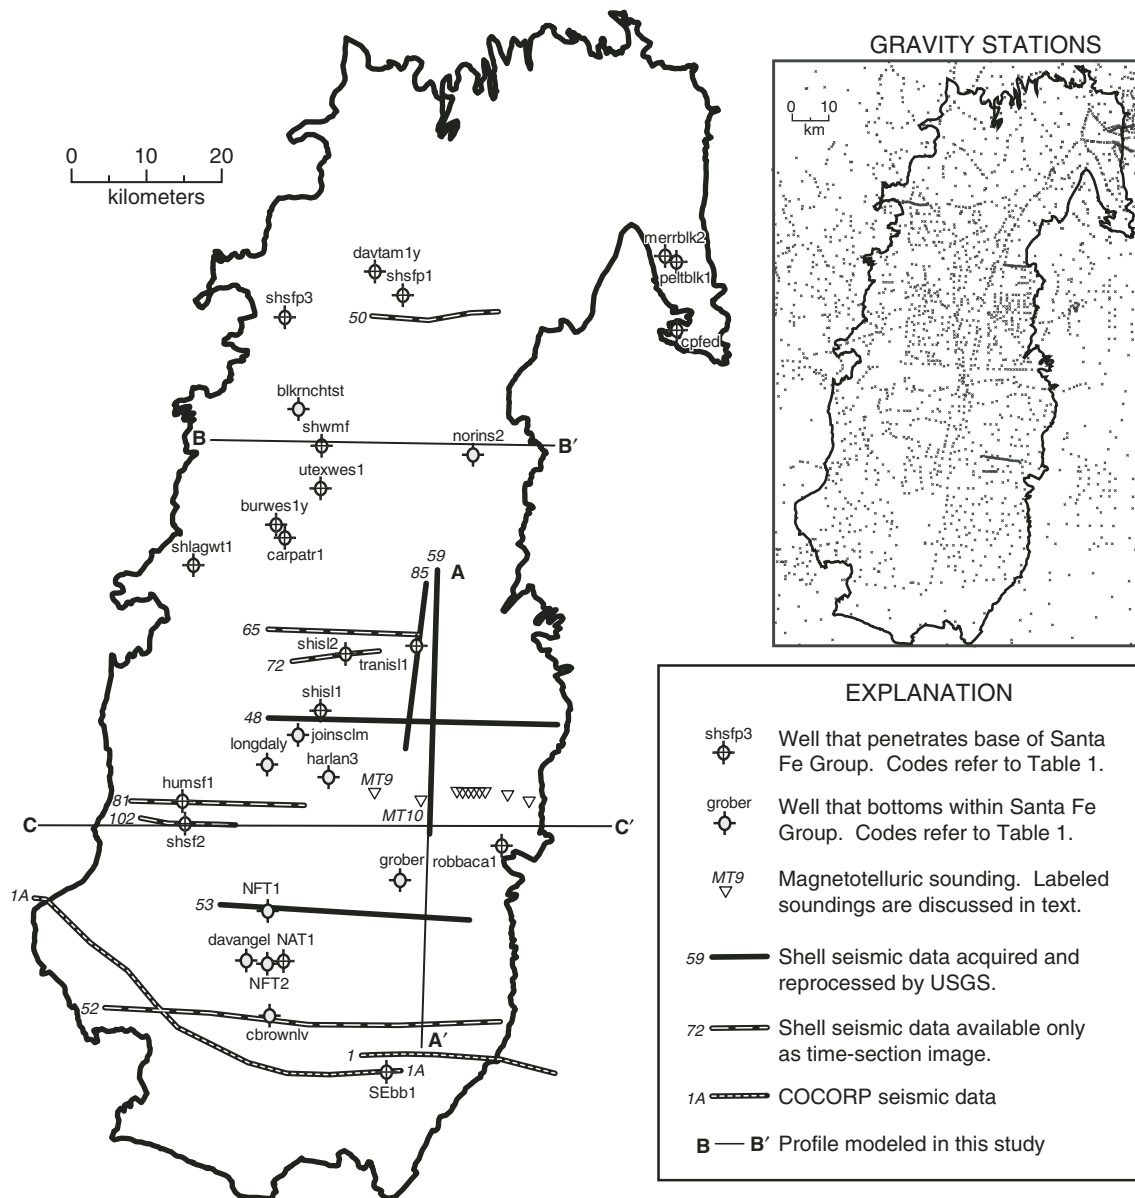 GRAVITY STATIONS
0 10
km
0 10 20
kilometers
merrblk2
davtam1y
peltblk1
shsfp1
shsfp3
50
cpfed
blkrnchtst
shwmf
B B′
norins2
utexwes1
burwes1y
carpatr1
shlagwt1
59
85 A
65
shisl2
72 tranisl1
shisl1
48
joinsclm
longdaly
harlan3
MT9
humsf1
81
MT10
102
C C′
shsf2
robbaca1
grober
1A
NFT1
53
davangel NAT1
NFT2
52
cbrownlv
A′
1
1A
SEbb1
EXPLANATION
shsfp3 Well that penetrates base of Santa
Fe Group. Codes refer to Table 1.
grober Well that bottoms within Santa Fe
Group. Codes refer to Table 1.
MT9 Magnetotelluric sounding. Labeled
soundings are discussed in text.
59 Shell seismic data acquired and
reprocessed by USGS.
72 Shell seismic data available only
as time-section image.
1A COCORP seismic data
B B′ Profile modeled in this study